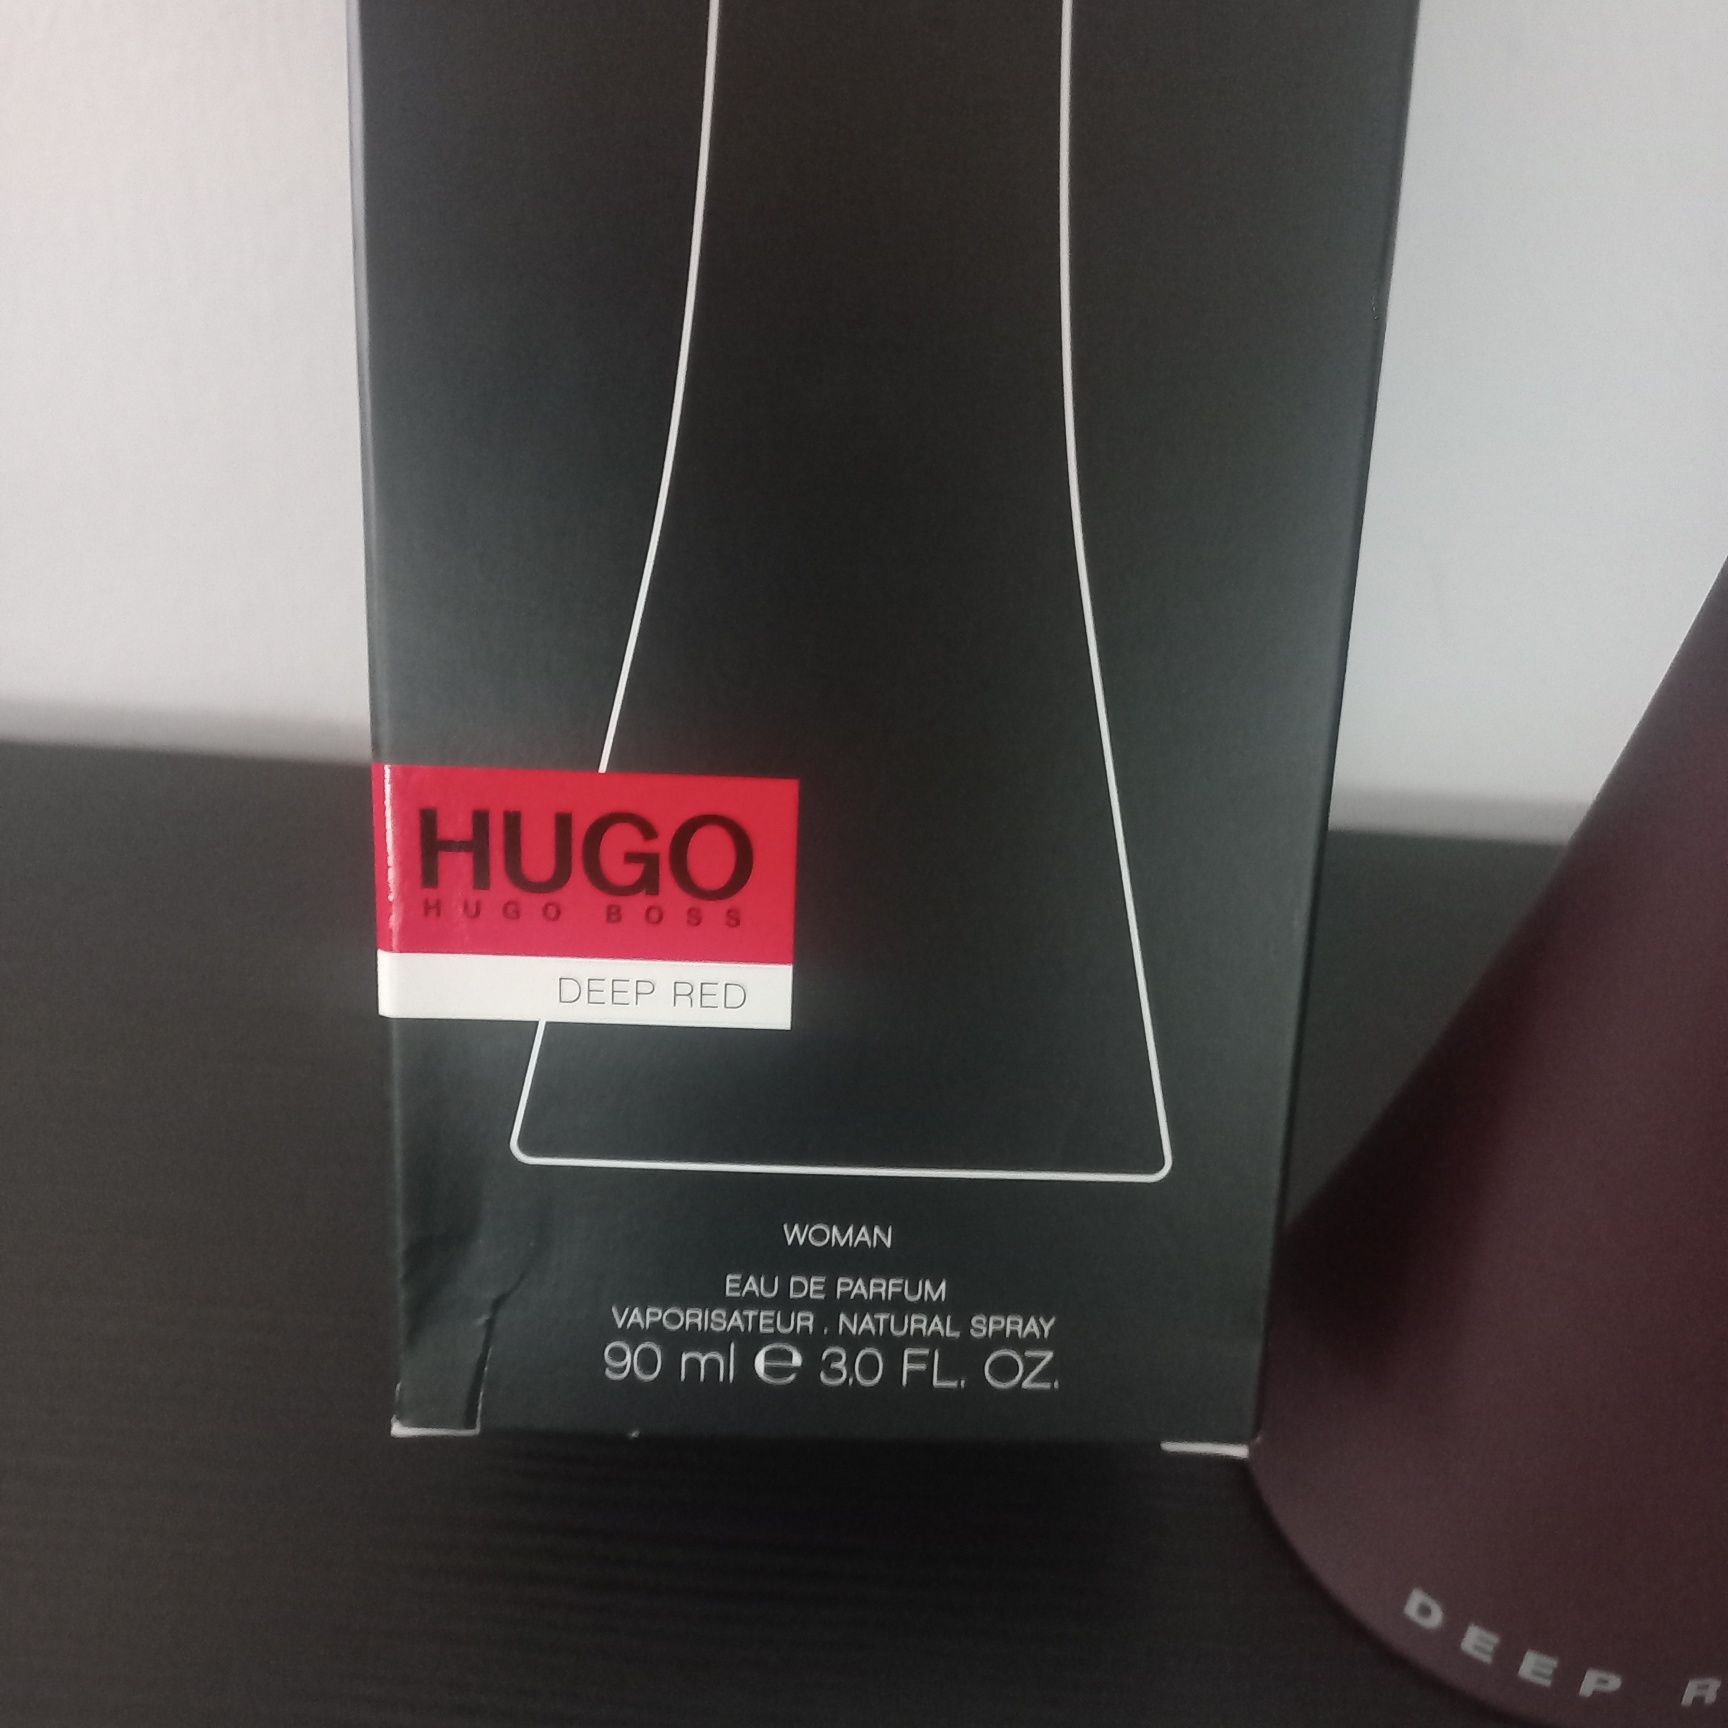 HUGO
HUGO BOSS
DEEP RED
WOMAN
EAU DE PARFUM
VAPORISATEUR . NATURAL SPRAY
90 ml ℮ 3.0 FL. OZ.
DEEP R